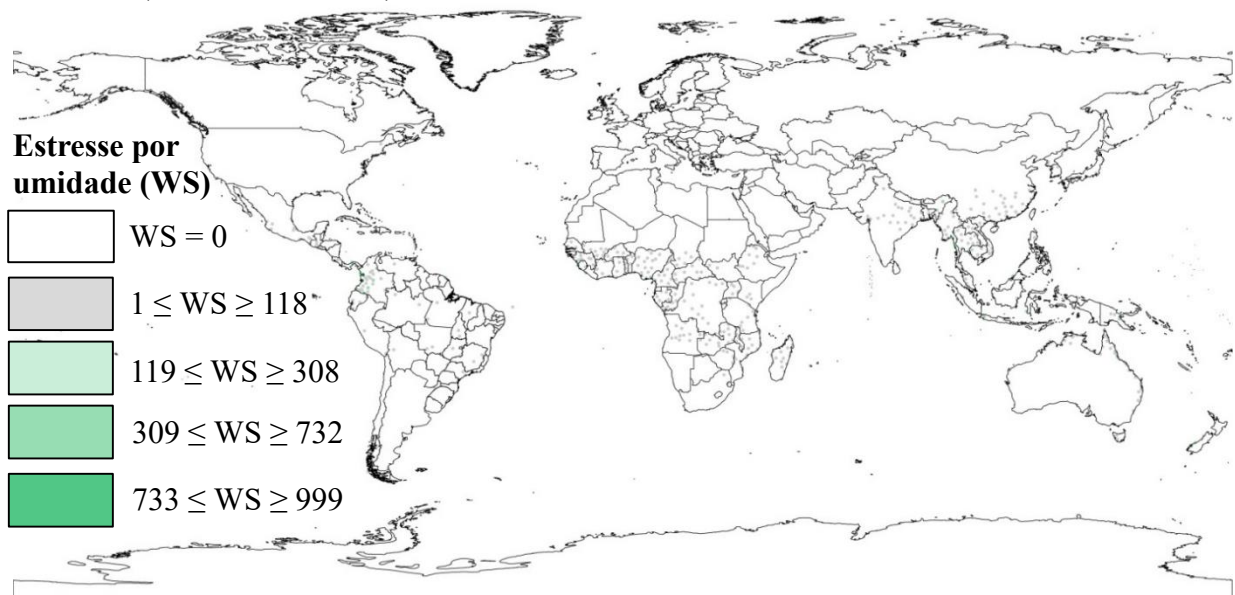 Estresse por
umidade (WS)
WS = 0
1 ≤ WS ≥ 118
119 ≤ WS ≥ 308
309 ≤ WS ≥ 732
733 ≤ WS ≥ 999